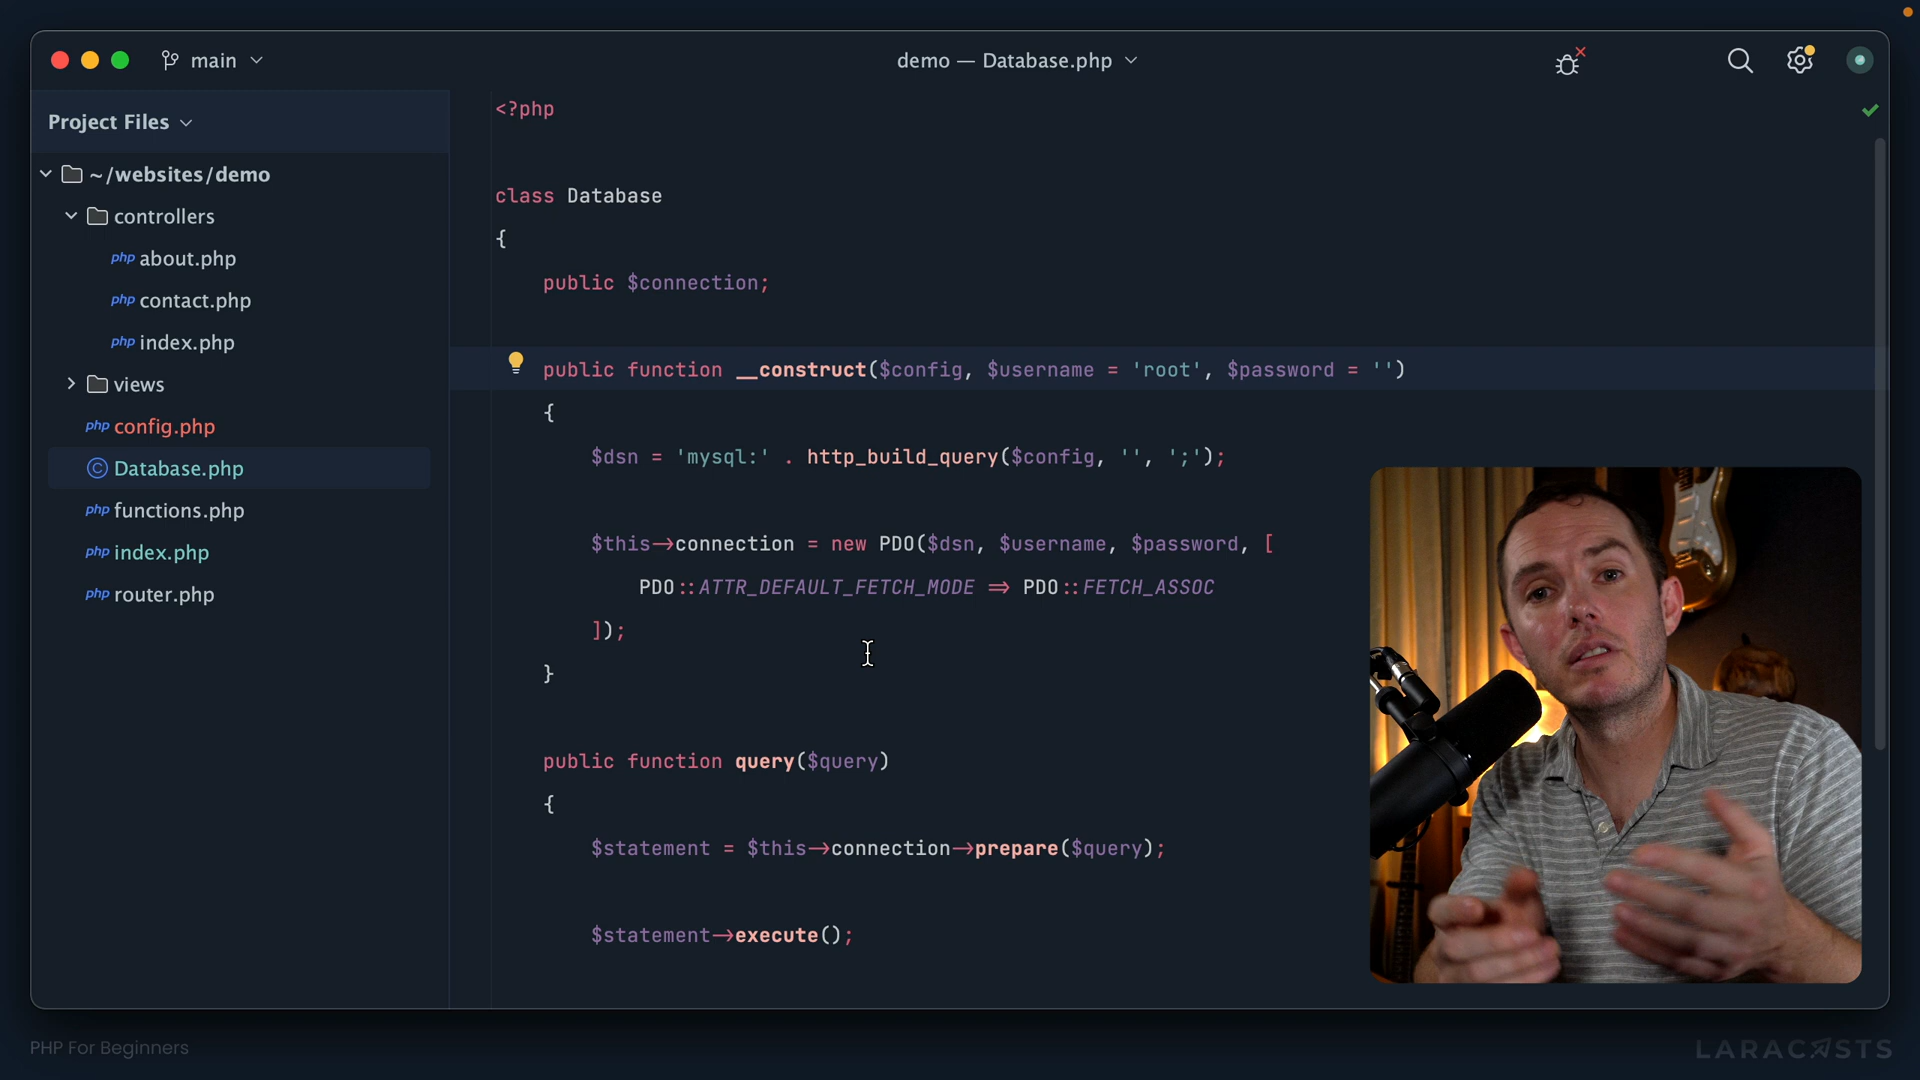 main
demo — Database.php
Project Files
~/websites/demo
controllers
php about.php
php contact.php
php index.php
views
php config.php
C Database.php
php functions.php
php index.php
php router.php
<?php
class Database
{
public $connection;
public function __construct($config, $username = 'root', $password = '')
{
$dsn = 'mysql:' . http_build_query($config, '', ';');
$this->connection = new PDO($dsn, $username, $password, [
PDO::ATTR_DEFAULT_FETCH_MODE => PDO::FETCH_ASSOC
]);
}
public function query($query)
{
$statement = $this->connection->prepare($query);
$statement->execute();
PHP For Beginners
LARACASTS